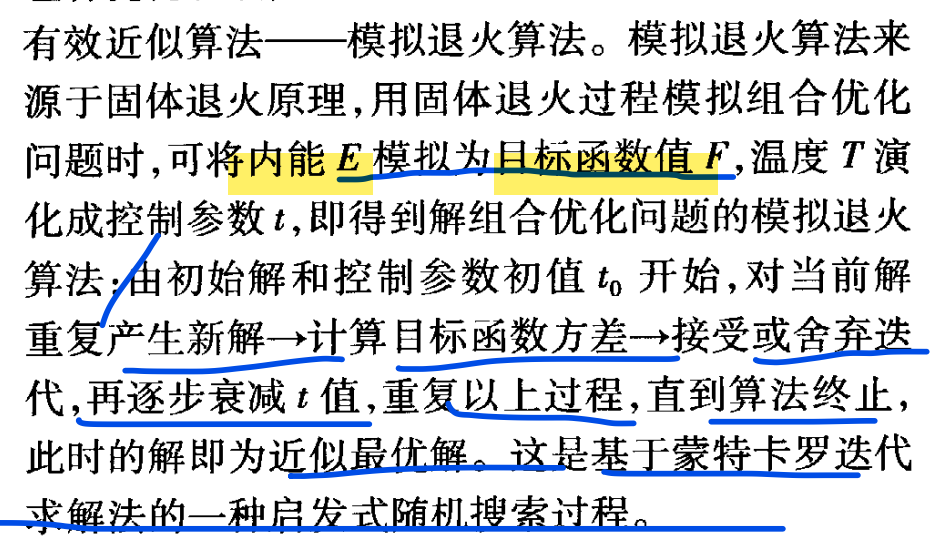 有效近似算法——模拟退火算法。模拟退火算法来
源于固体退火原理,用固体退火过程模拟组合优化
问题时,可将内能 E 模拟为目标函数值 F,温度 T 演
化成控制参数 t,即得到解组合优化问题的模拟退火
算法:由初始解和控制参数初值 t₀ 开始,对当前解
重复产生新解→计算目标函数方差→接受或舍弃迭
代,再逐步衰减 t 值,重复以上过程,直到算法终止,
此时的解即为近似最优解。这是基于蒙特卡罗迭代
求解法的一种启发式随机搜索过程。